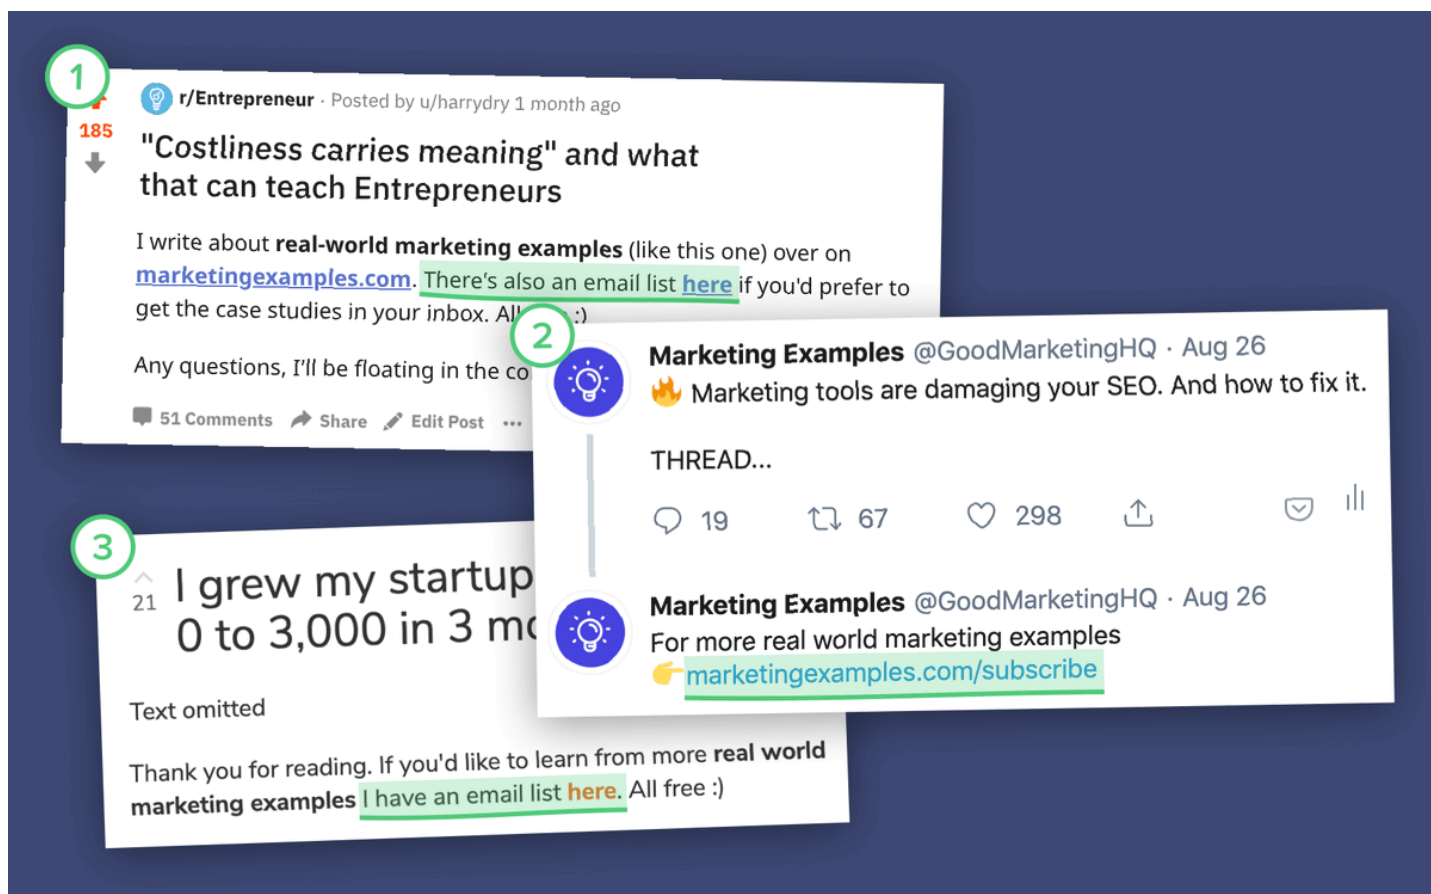 1
r/Entrepreneur · Posted by u/harrydry 1 month ago
185
"Costliness carries meaning" and what
that can teach Entrepreneurs
I write about real-world marketing examples (like this one) over on
marketingexamples.com. There's also an email list here if you'd prefer to
get the case studies in your inbox. All :)
Any questions, I'll be floating in the co
51 Comments Share Edit Post ...
2
Marketing Examples @GoodMarketingHQ · Aug 26
🔥 Marketing tools are damaging your SEO. And how to fix it.
THREAD...
19 67 298
Marketing Examples @GoodMarketingHQ · Aug 26
For more real world marketing examples
👉 marketingexamples.com/subscribe
3
21
I grew my startup
0 to 3,000 in 3 mo
Text omitted
Thank you for reading. If you'd like to learn from more real world
marketing examples I have an email list here. All free :)